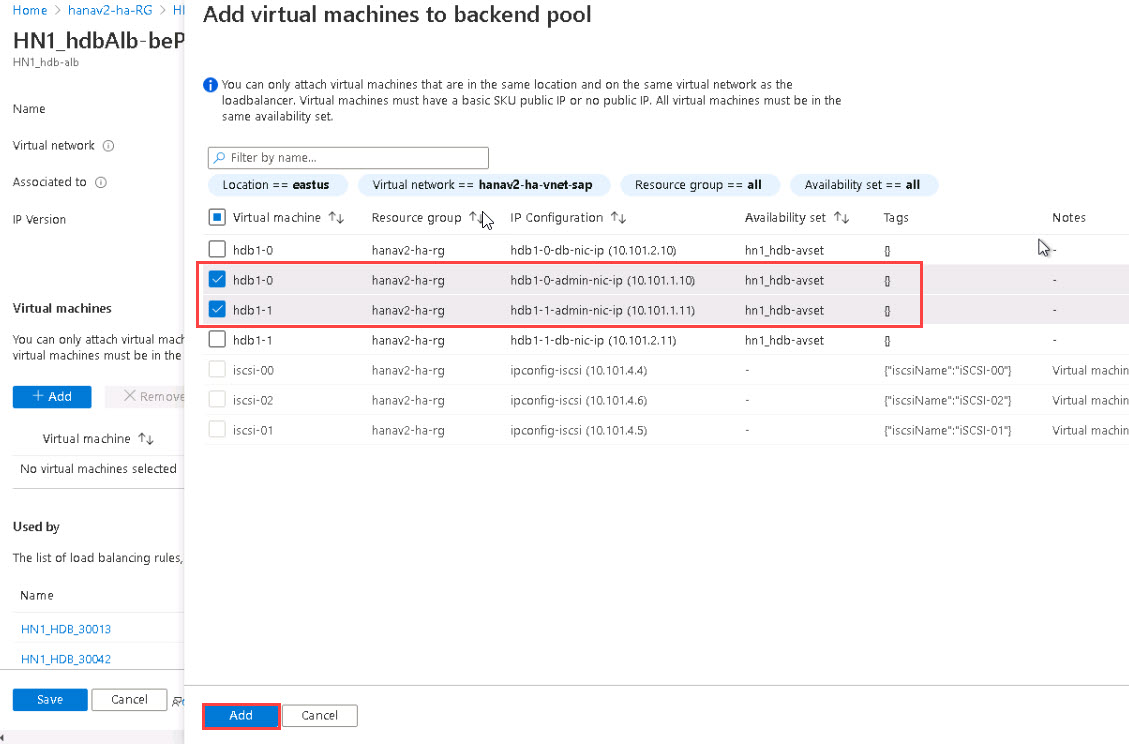 Home > hanav2-ha-RG >
HN1_hdbAlb-beP
HN1_hdb-alb
Name
Virtual network
Associated to
IP Version
Virtual machines
You can only attach virtual mach
virtual machines must be in the
+ Add
Remove
Virtual machine
No virtual machines selected
Used by
The list of load balancing rules,
Name
HN1_HDB_30013
HN1_HDB_30042
Save
Cancel
Add virtual machines to backend pool
You can only attach virtual machines that are in the same location and on the same virtual network as the
loadbalancer. Virtual machines must have a basic SKU public IP or no public IP. All virtual machines must be in the
same availability set.
Filter by name...
Location == eastus
Virtual network == hanav2-ha-vnet-sap
Resource group == all
Availability set == all
Virtual machine Resource group IP Configuration Availability set Tags Notes
hdb1-0 hanav2-ha-rg hdb1-0-db-nic-ip (10.101.2.10) hn1_hdb-avset {} -
hdb1-0 hanav2-ha-rg hdb1-0-admin-nic-ip (10.101.1.10) hn1_hdb-avset {} -
hdb1-1 hanav2-ha-rg hdb1-1-admin-nic-ip (10.101.1.11) hn1_hdb-avset {} -
hdb1-1 hanav2-ha-rg hdb1-1-db-nic-ip (10.101.2.11) hn1_hdb-avset {} -
iscsi-00 hanav2-ha-rg ipconfig-iscsi (10.101.4.4) - {"iscsiName":"iSCSI-00"} Virtual machin
iscsi-02 hanav2-ha-rg ipconfig-iscsi (10.101.4.6) - {"iscsiName":"iSCSI-02"} Virtual machin
iscsi-01 hanav2-ha-rg ipconfig-iscsi (10.101.4.5) - {"iscsiName":"iSCSI-01"} Virtual machin
Add
Cancel